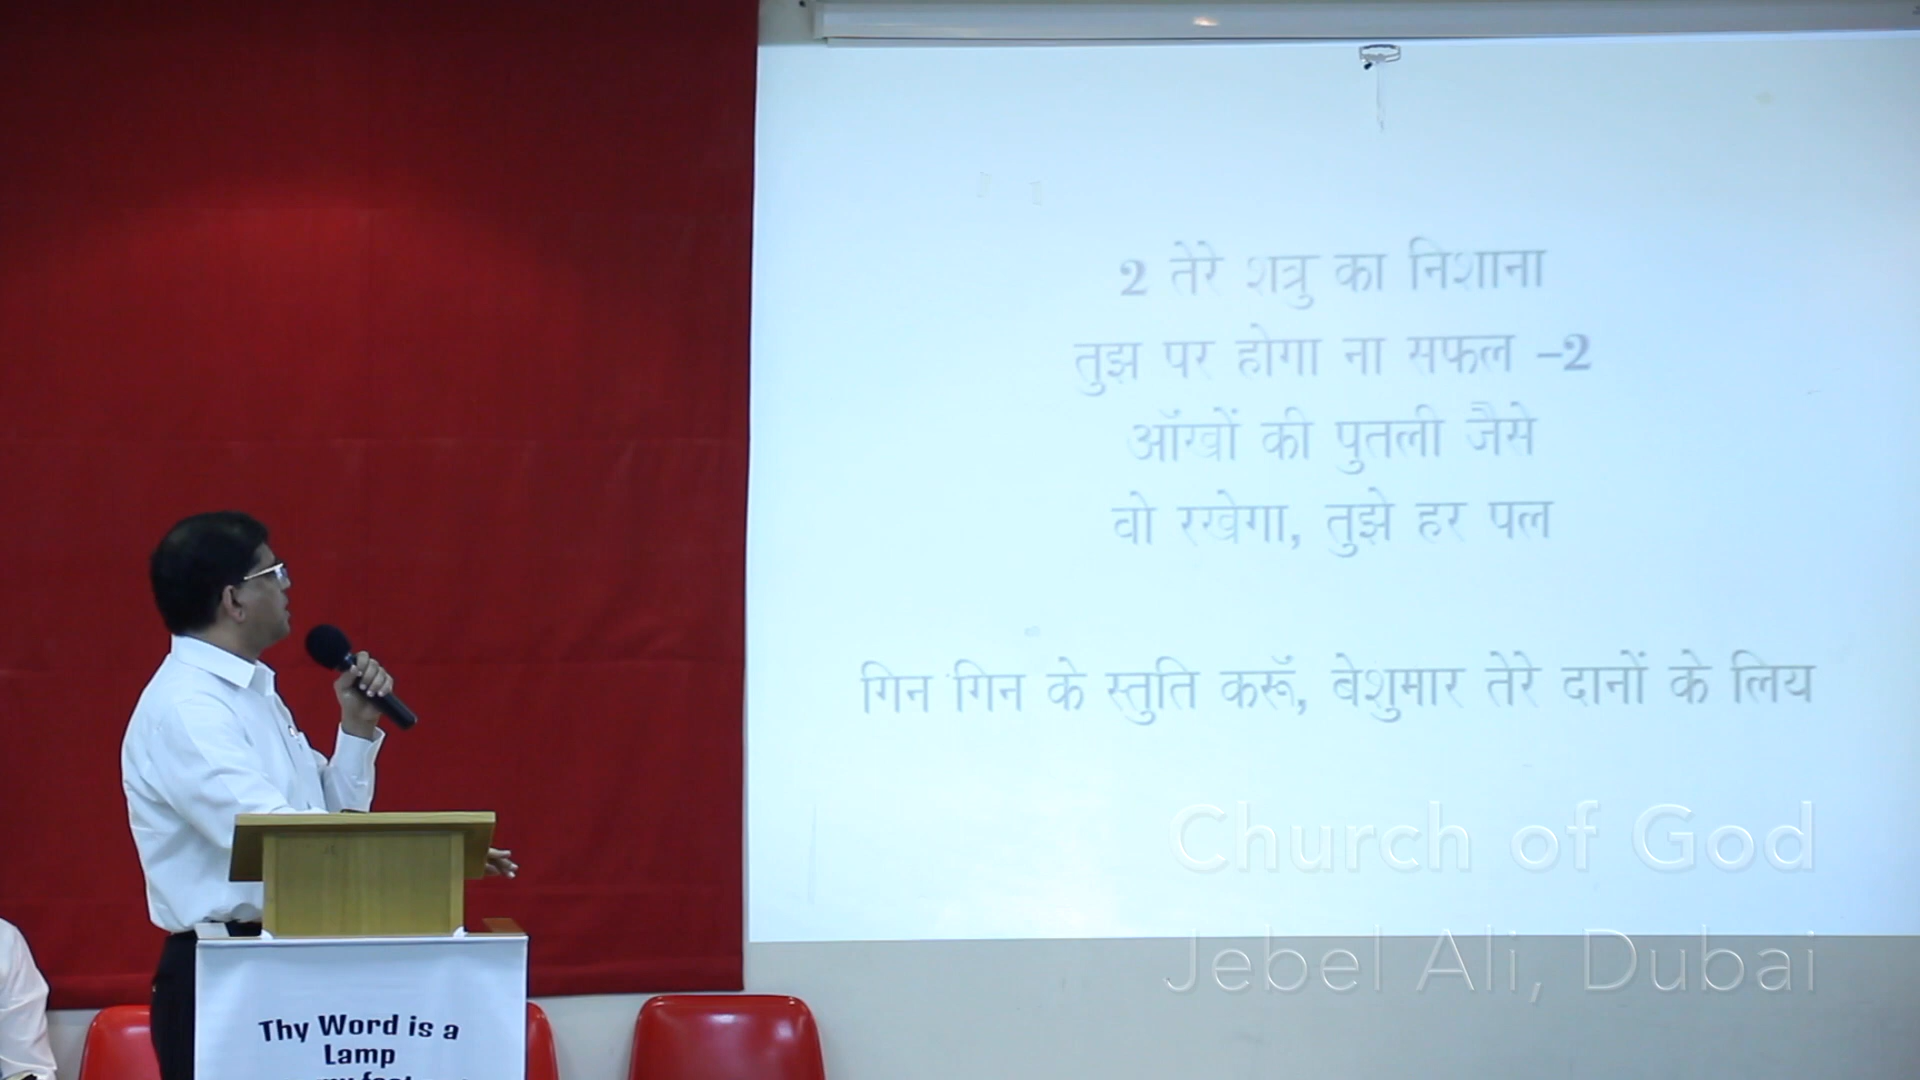 2 तेरे शत्रु का निशाना
तुझ पर होगा ना सफल –2
ऑंखों की पुतली जैसे
वो रखेगा, तुझे हर पल
गिन गिन के स्तुति करूॅं, बेशुमार तेरे दानों के लिय
Church of God
Jebel Ali, Dubai
Thy Word is a
Lamp